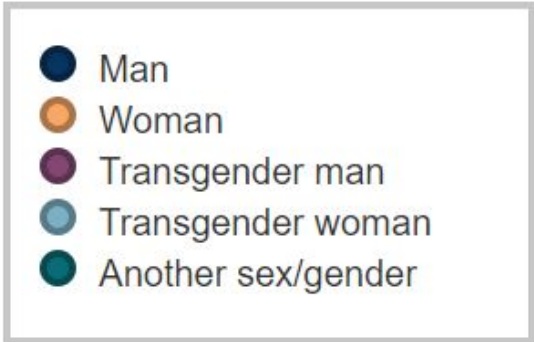 Man
Woman
Transgender man
Transgender woman
Another sex/gender